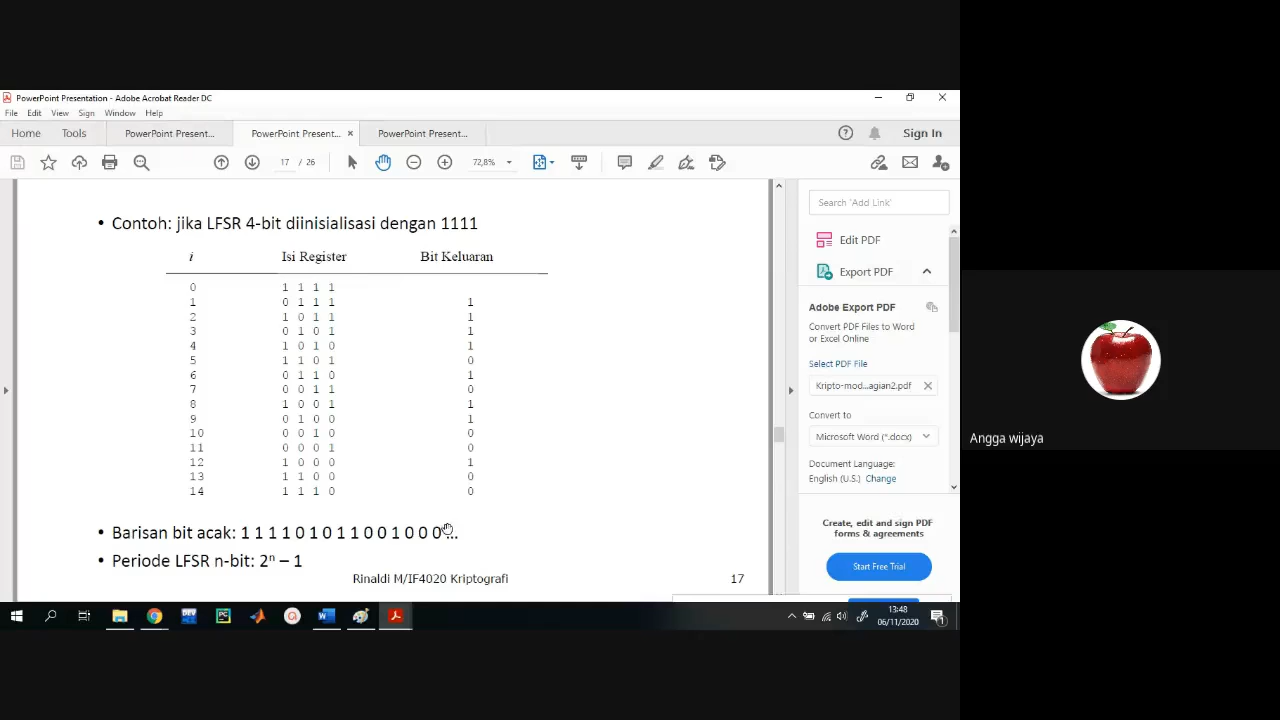 PowerPoint Presentation - Adobe Acrobat Reader DC
File Edit View Sign Window Help
Home Tools PowerPoint Present... PowerPoint Present... × PowerPoint Present... Sign In
17 / 26 72,8%
• Contoh: jika LFSR 4-bit diinisialisasi dengan 1111
i Isi Register Bit Keluaran
0 1 1 1 1
1 0 1 1 1 1
2 1 0 1 1 1
3 0 1 0 1 1
4 1 0 1 0 1
5 1 1 0 1 0
6 0 1 1 0 1
7 0 0 1 1 0
8 1 0 0 1 1
9 0 1 0 0 1
10 0 0 1 0 0
11 0 0 0 1 0
12 1 0 0 0 1
13 1 1 0 0 0
14 1 1 1 0 0
• Barisan bit acak: 1 1 1 1 0 1 0 1 1 0 0 1 0 0 0 ...
• Periode LFSR n-bit: 2ⁿ – 1
Rinaldi M/IF4020 Kriptografi 17
Search 'Add Link'
Edit PDF
Export PDF
Adobe Export PDF
Convert PDF Files to Word
or Excel Online
Select PDF File
Kripto-mod...agian2.pdf
Convert to
Microsoft Word (*.docx)
Document Language:
English (U.S.) Change
Create, edit and sign PDF
forms & agreements
Start Free Trial
Angga wijaya
13:48
06/11/2020